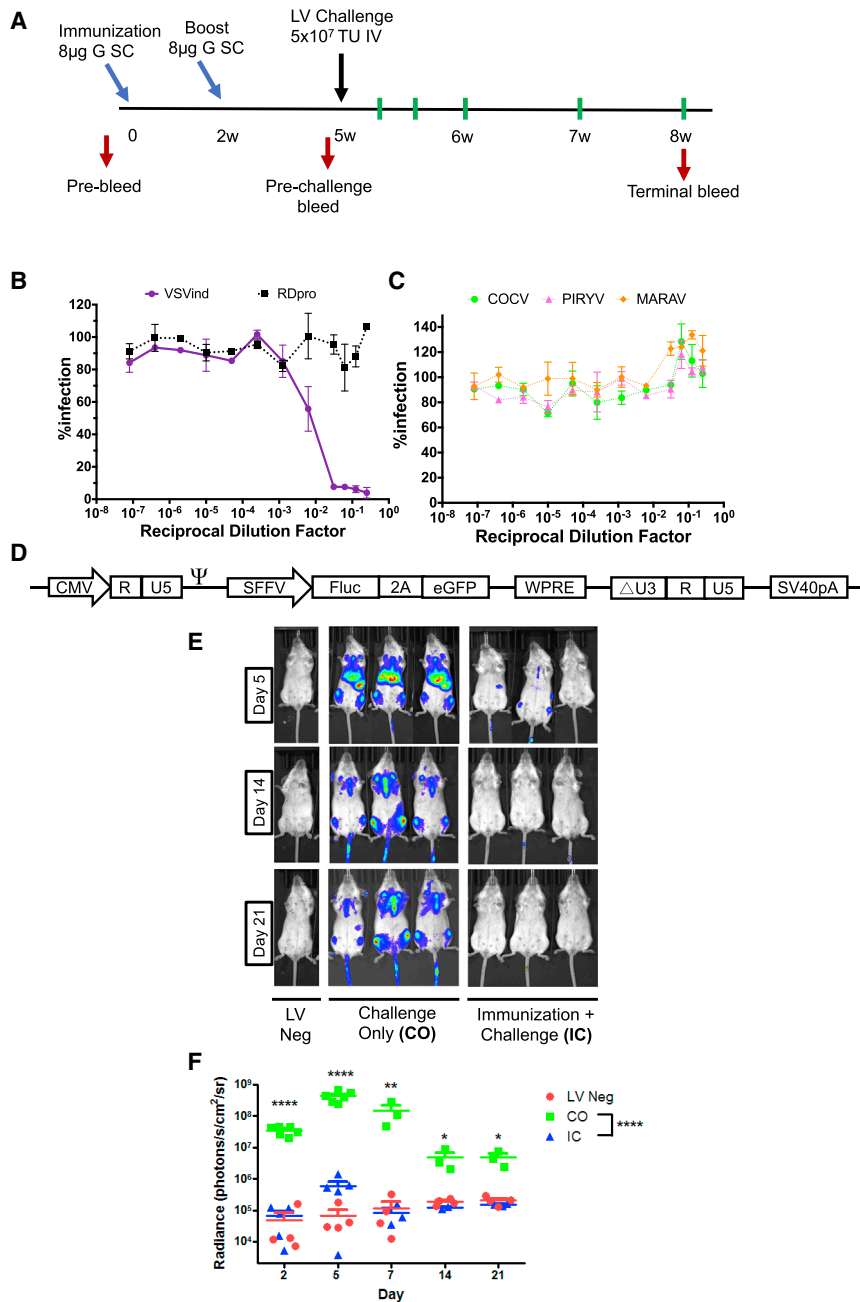 A
Immunization
8µg G SC
Boost
8µg G SC
LV Challenge
5x10⁷ TU IV
0 2w 5w 6w 7w 8w
Pre-bleed
Pre-challenge
bleed
Terminal bleed
B
VSVind RDpro
%infection
120
100
80
60
40
20
0
10⁻⁸ 10⁻⁷ 10⁻⁶ 10⁻⁵ 10⁻⁴ 10⁻³ 10⁻² 10⁻¹ 10⁰
Reciprocal Dilution Factor
C
COCV PIRYV MARAV
%infection
140
120
100
80
60
40
20
0
10⁻⁸ 10⁻⁷ 10⁻⁶ 10⁻⁵ 10⁻⁴ 10⁻³ 10⁻² 10⁻¹ 10⁰
Reciprocal Dilution Factor
D
CMV R U5 Ψ SFFV Fluc 2A eGFP WPRE △U3 R U5 SV40pA
E
Day 5
Day 14
Day 21
LV
Neg
Challenge
Only (CO)
Immunization +
Challenge (IC)
F
Radiance (photons/s/cm²/sr)
10⁹
10⁸
10⁷
10⁶
10⁵
10⁴
**** **** ** * *
2 5 7 14 21
Day
LV Neg
CO
IC
****